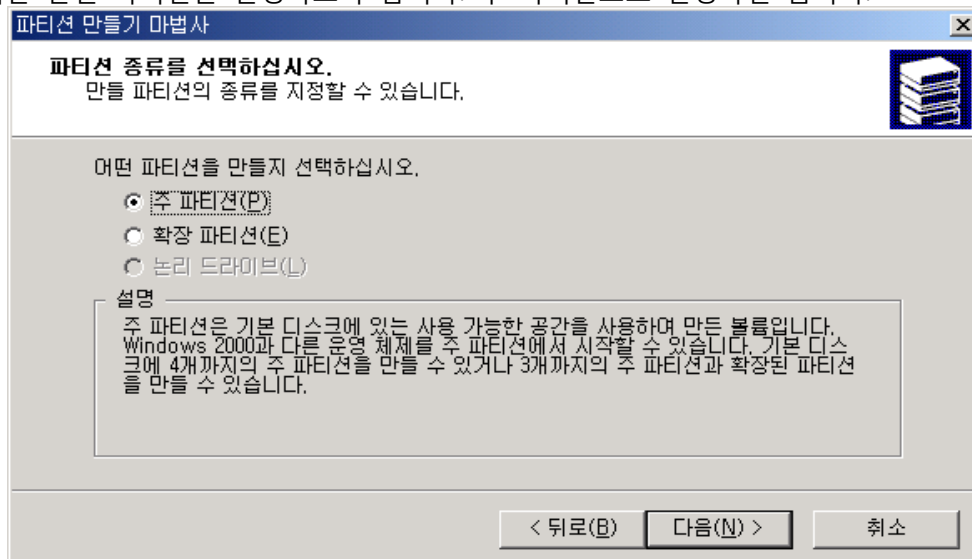 파티션 만들기 마법사
파티션 종류를 선택하십시오.
만들 파티션의 종류를 지정할 수 있습니다.
어떤 파티션을 만들지 선택하십시오.
주 파티션(P)
확장 파티션(E)
논리 드라이브(L)
설명
주 파티션은 기본 디스크에 있는 사용 가능한 공간을 사용하여 만든 볼륨입니다.
Windows 2000과 다른 운영 체제를 주 파티션에서 시작할 수 있습니다. 기본 디스
크에 4개까지의 주 파티션을 만들 수 있거나 3개까지의 주 파티션과 확장된 파티션
을 만들 수 있습니다.
< 뒤로(B)
다음(N) >
취소